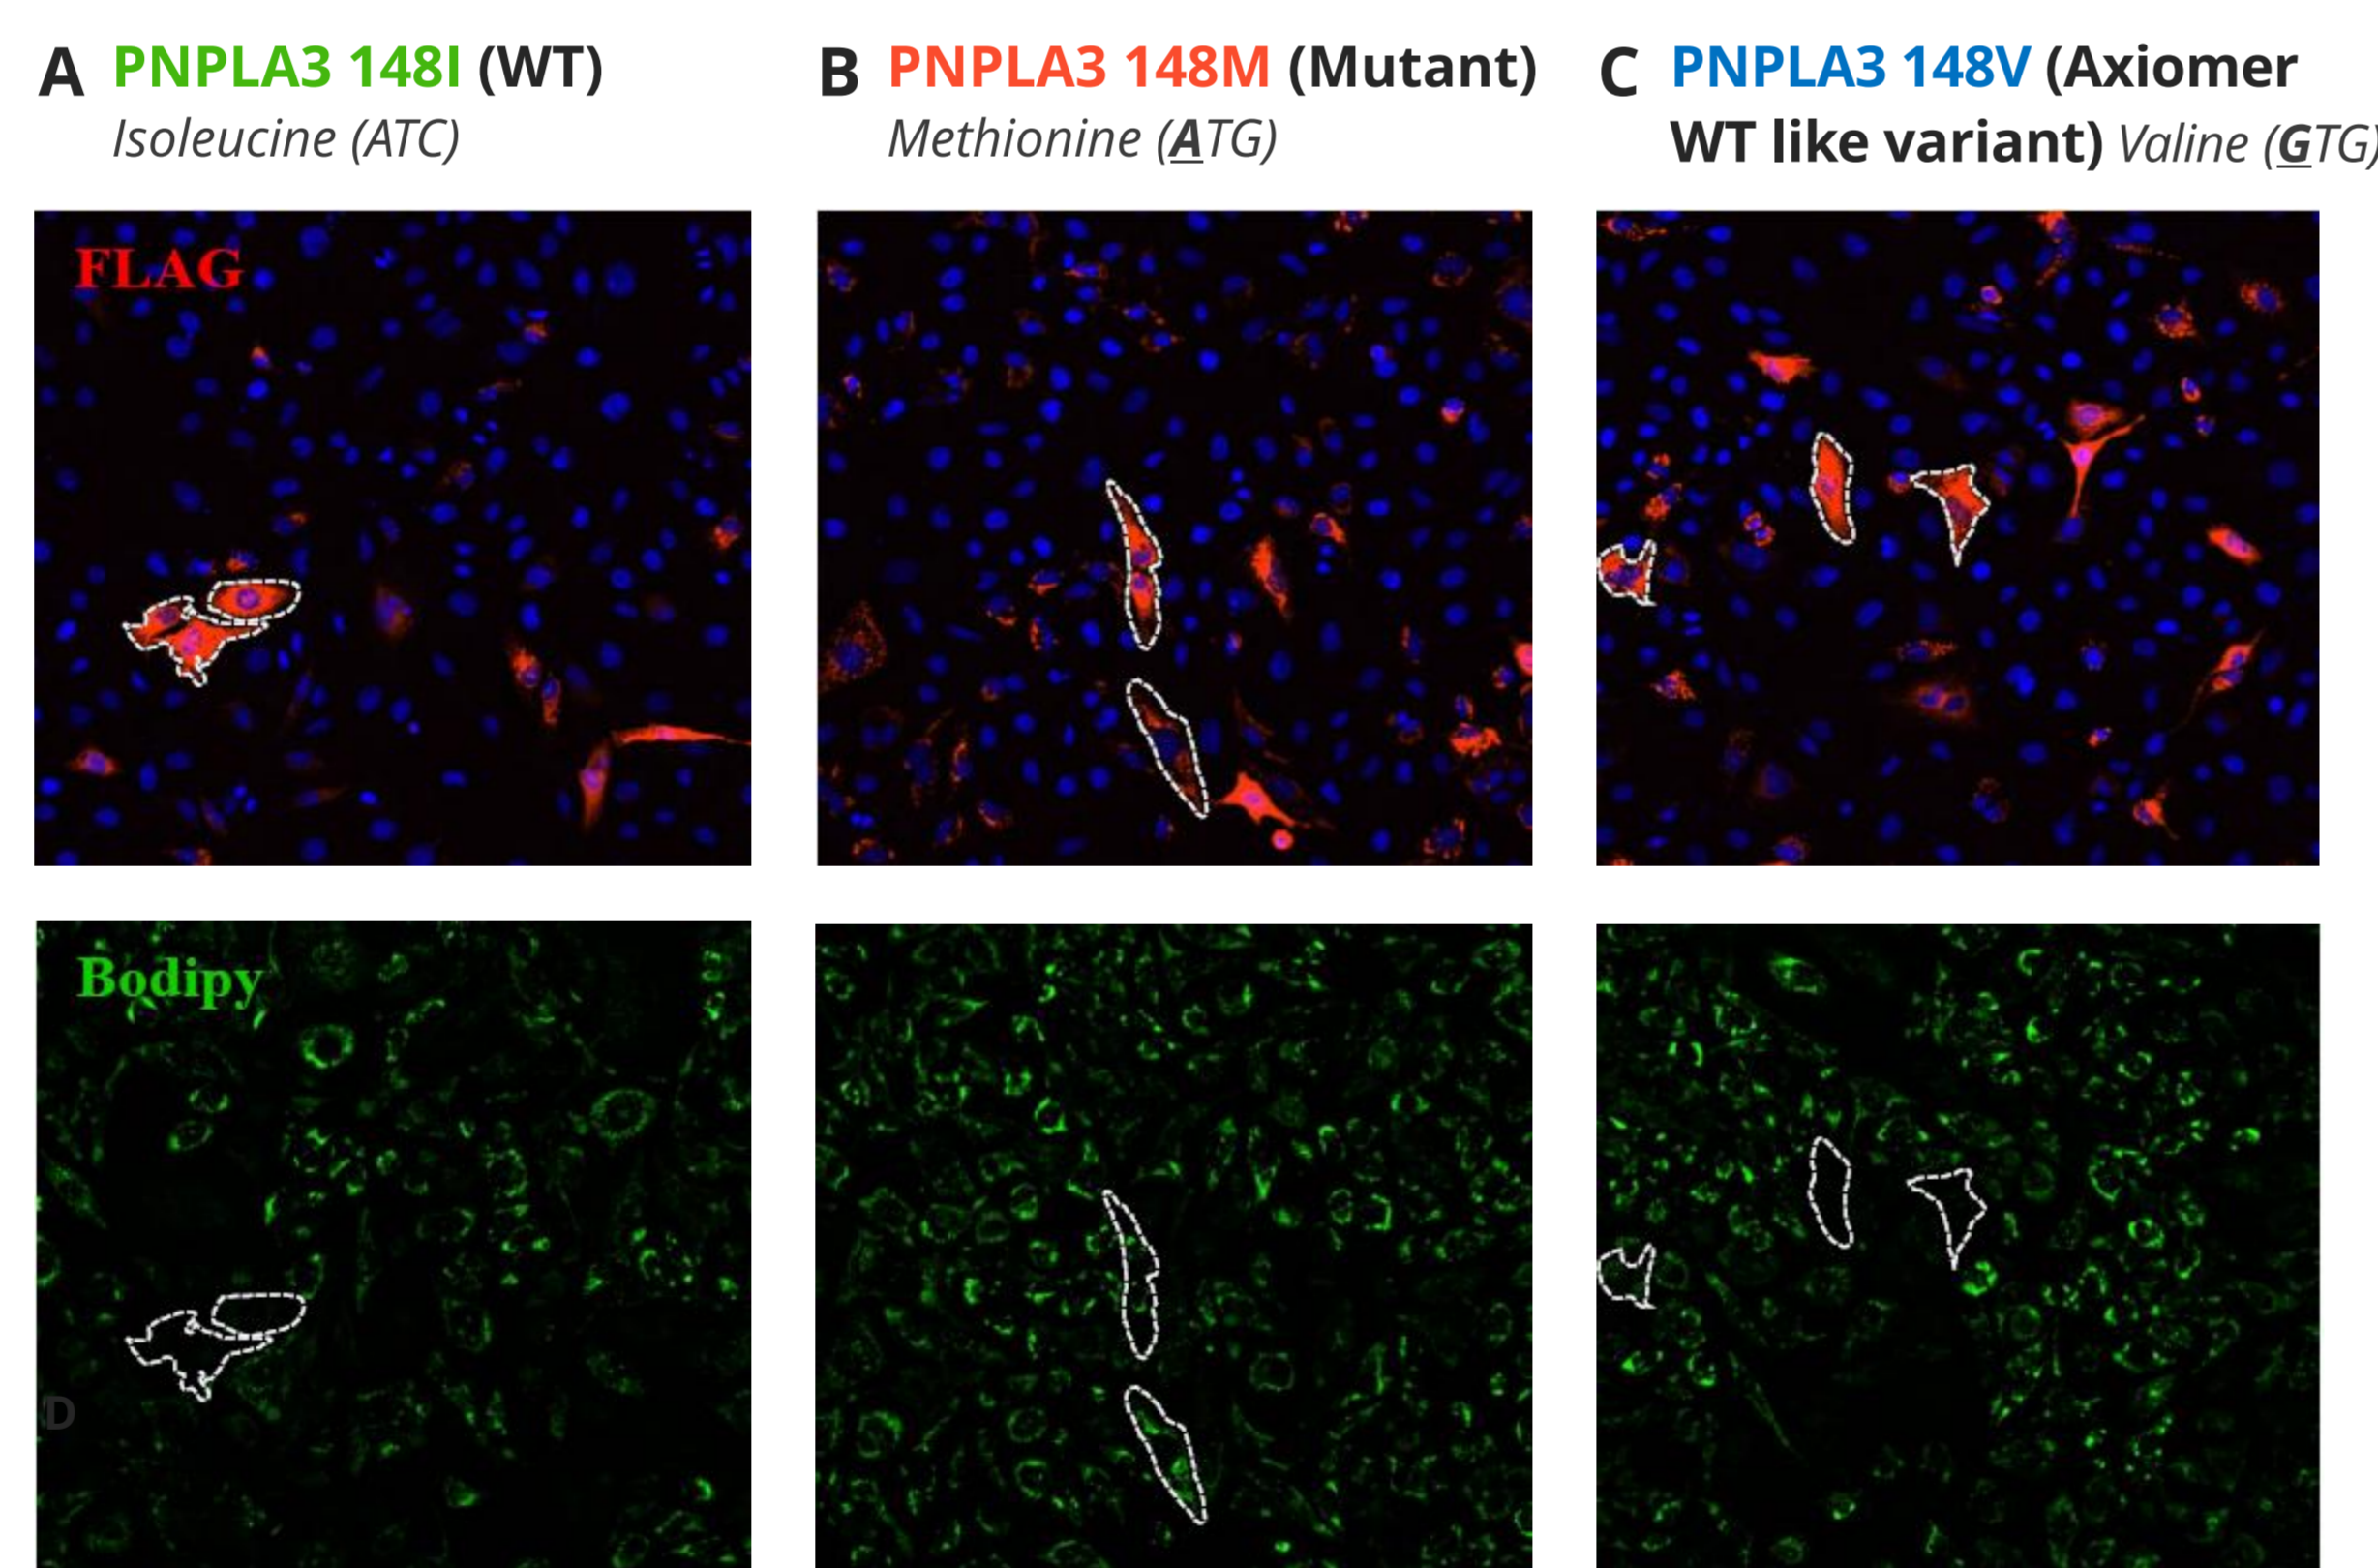 A PNPLA3 148I (WT)
Isoleucine (ATC)
B PNPLA3 148M (Mutant)
Methionine (ATG)
C PNPLA3 148V (Axiomer
WT like variant) Valine (GTG)
FLAG
Bodipy
D